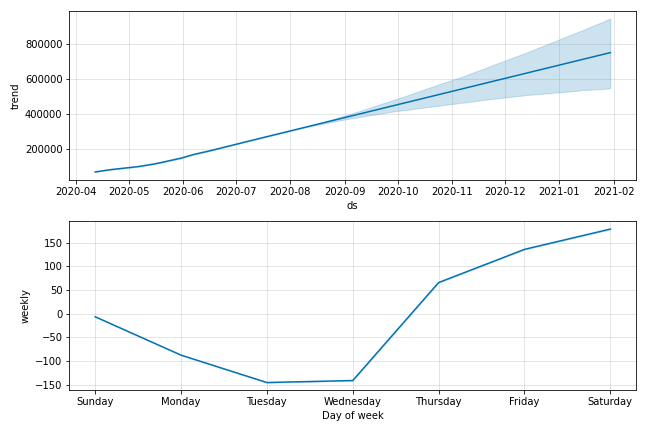 800000
600000
400000
200000
trend
2020-04 2020-05 2020-06 2020-07 2020-08 2020-09 2020-10 2020-11 2020-12 2021-01 2021-02
ds
150
100
50
0
−50
−100
−150
weekly
Sunday Monday Tuesday Wednesday Thursday Friday Saturday
Day of week